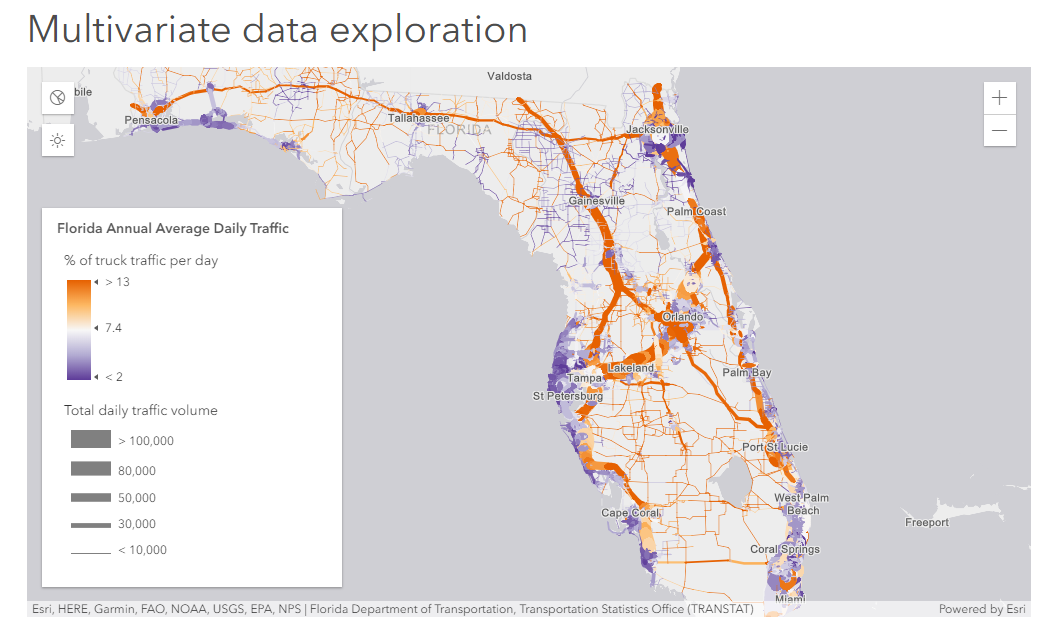 Multivariate data exploration
Valdosta
bile
Pensacola
Tallahassee
FLORIDA
Jacksonville
Gainesville
Palm Coast
Orlando
Lakeland
Tampa
St Petersburg
Palm Bay
Port St Lucie
West Palm
Beach
Cape Coral
Freeport
Coral Springs
Miami
Florida Annual Average Daily Traffic
% of truck traffic per day
> 13
7.4
< 2
Total daily traffic volume
> 100,000
80,000
50,000
30,000
< 10,000
Esri, HERE, Garmin, FAO, NOAA, USGS, EPA, NPS | Florida Department of Transportation, Transportation Statistics Office (TRANSTAT)
Powered by Esri